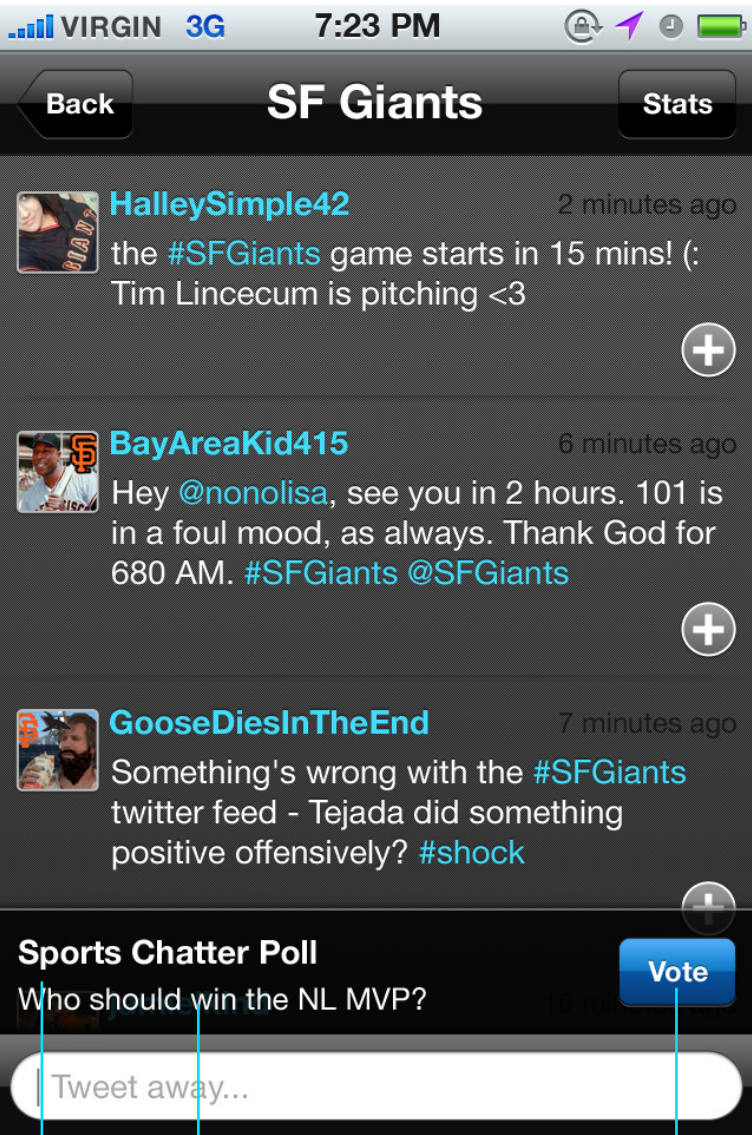 VIRGIN 3G 7:23 PM
Back SF Giants Stats
HalleySimple42 2 minutes ago
the #SFGiants game starts in 15 mins! (:
Tim Lincecum is pitching <3
BayAreaKid415 6 minutes ago
Hey @nonolisa, see you in 2 hours. 101 is
in a foul mood, as always. Thank God for
680 AM. #SFGiants @SFGiants
GooseDiesInTheEnd 7 minutes ago
Something's wrong with the #SFGiants
twitter feed - Tejada did something
positive offensively? #shock
Sports Chatter Poll
Vote
Who should win the NL MVP?
10 minutes ago
Tweet away...